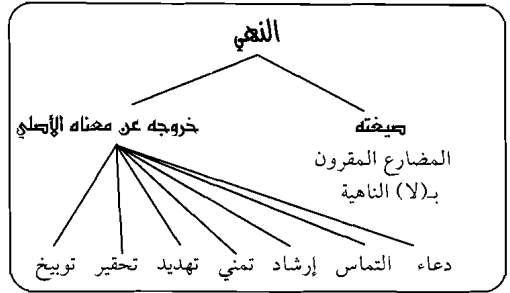 النهي
صيغته
خروجه عن معناه الأصلي
المضارع المقرون
بـ(لا) الناهية
دعاء التماس إرشاد تمني تهديد تحقير توبيخ